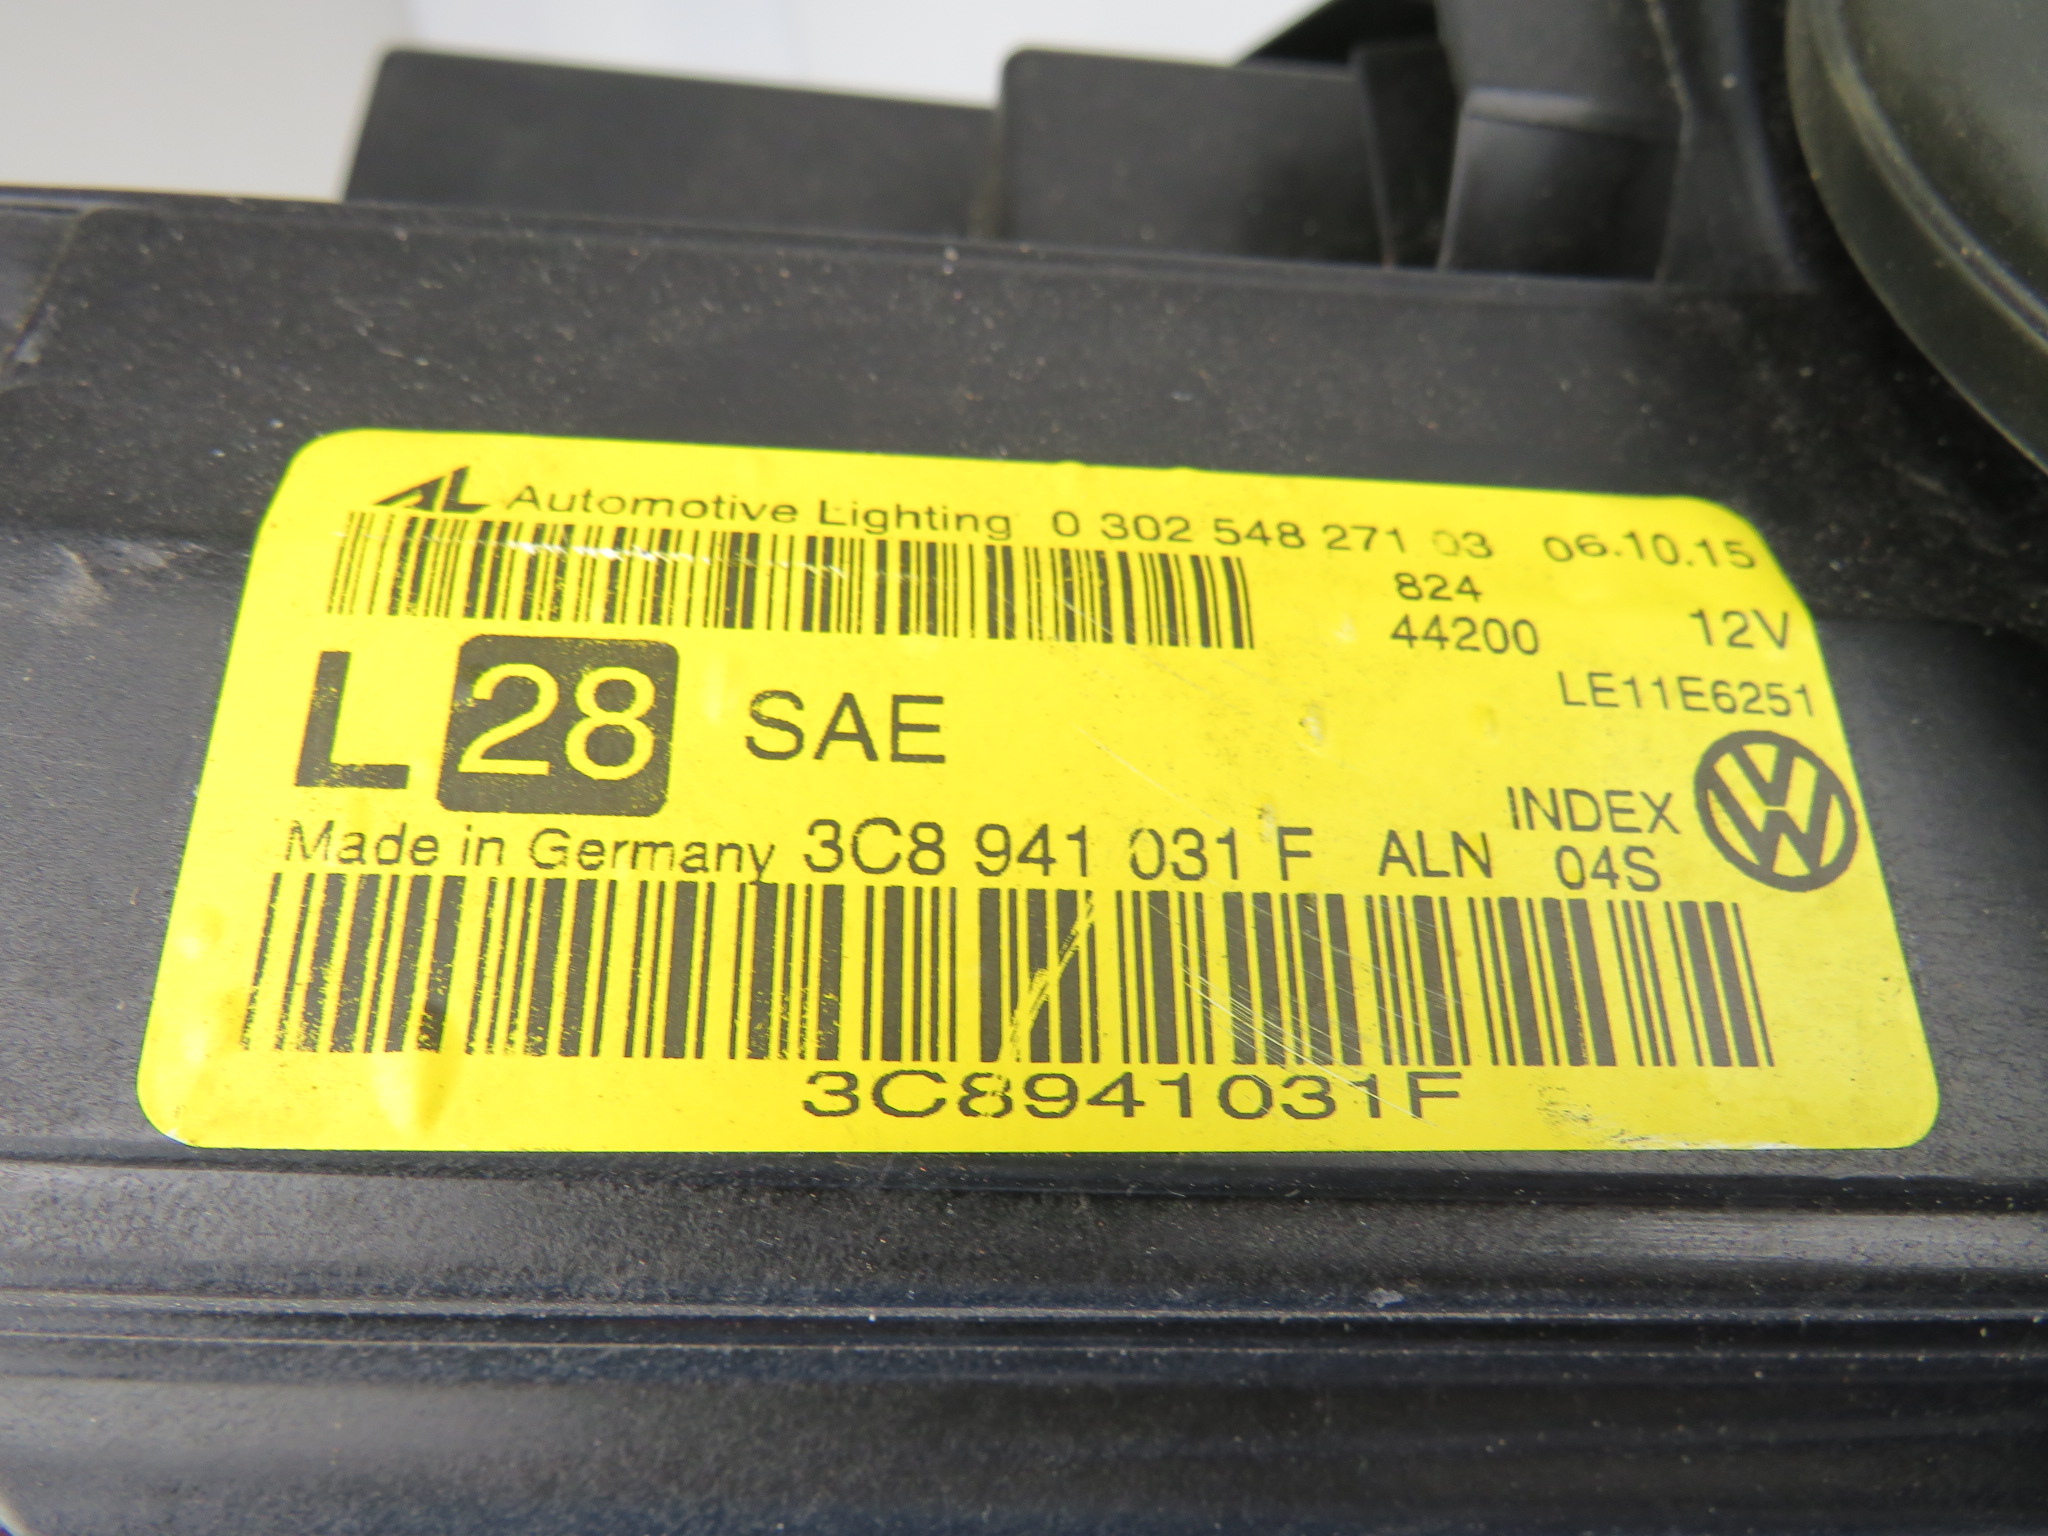 AL Automotive Lighting 0 302 548 271 03 06.10.15
824
44200 12V
LE11E6251
L 28 SAE
INDEX
Made in Germany 3C8 941 031 F ALN 04S
3C8941031F